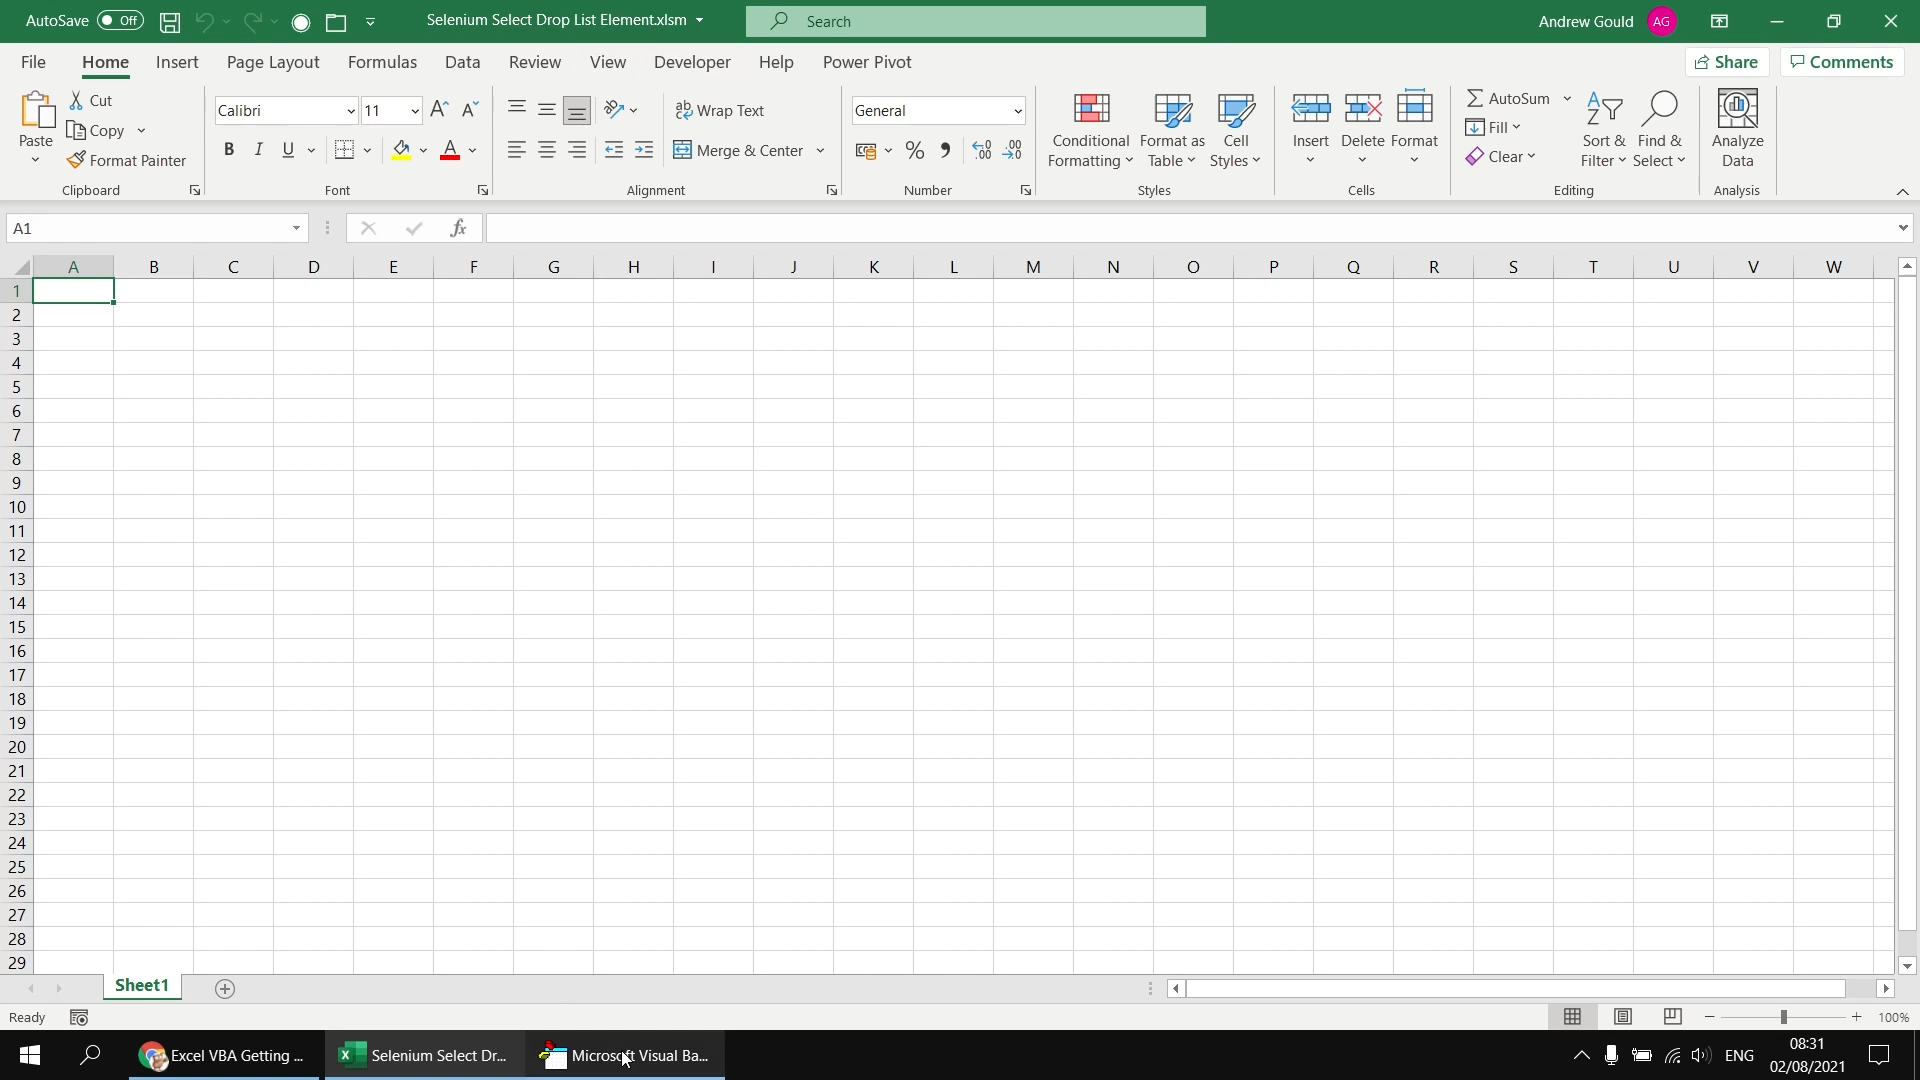 AutoSave Off Selenium Select Drop List Element.xlsm Search Andrew Gould AG
File Home Insert Page Layout Formulas Data Review View Developer Help Power Pivot Share Comments
Paste Cut Copy Format Painter Clipboard
Calibri 11 B I U A Font
Wrap Text Merge & Center Alignment
General % Number
Conditional Formatting Format as Table Cell Styles Styles
Insert Delete Format Cells
AutoSum Fill Clear Sort & Filter Find & Select Editing
Analyze Data Analysis
A1 fx
A B C D E F G H I J K L M N O P Q R S T U V W
1
2
3
4
5
6
7
8
9
10
11
12
13
14
15
16
17
18
19
20
21
22
23
24
25
26
27
28
29
Sheet1
Ready 100%
Excel VBA Getting ... Selenium Select Dr... Microsoft Visual Ba... ENG 08:31
02/08/2021